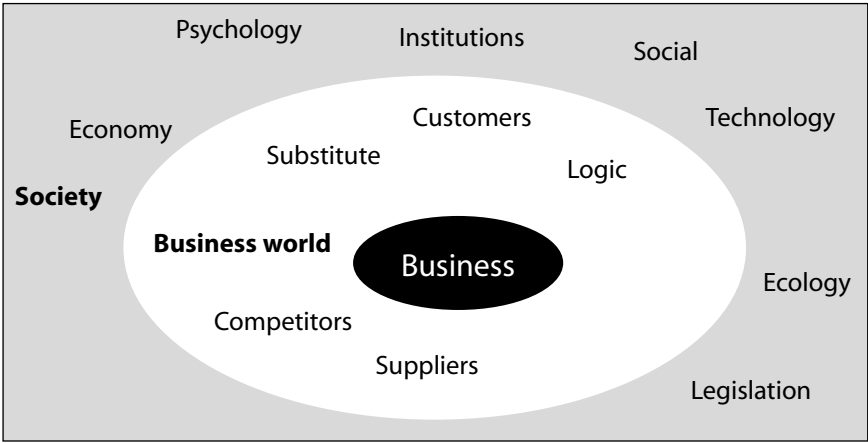 Psychology
Institutions
Social
Economy
Customers
Technology
Substitute
Logic
Society
Business world
Business
Ecology
Competitors
Suppliers
Legislation